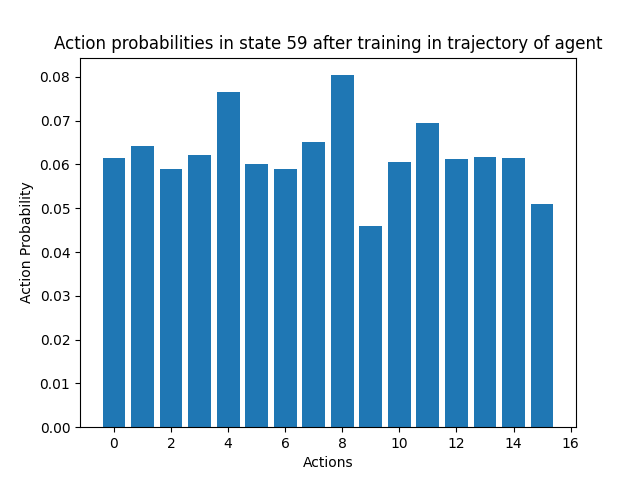 Action probabilities in state 59 after training in trajectory of agent
0.08
0.07
0.06
0.05
0.04
0.03
0.02
0.01
0.00
Action Probability
0 2 4 6 8 10 12 14 16
Actions